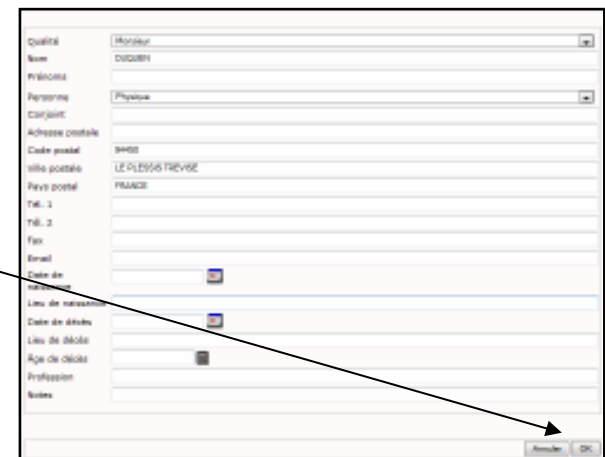 Qualité Monsieur
Nom
Prénoms
Personne Physique
Conjoint
Adresse postale
Code postal
Ville postale LE PLESSIS TREVISE
Pays postal FRANCE
Tél. 1
Tél. 2
Fax
Email
Date de
naissance
Lieu de naissance
Date de décès
Lieu de décès
Âge de décès
Profession
Notes
Annuler OK